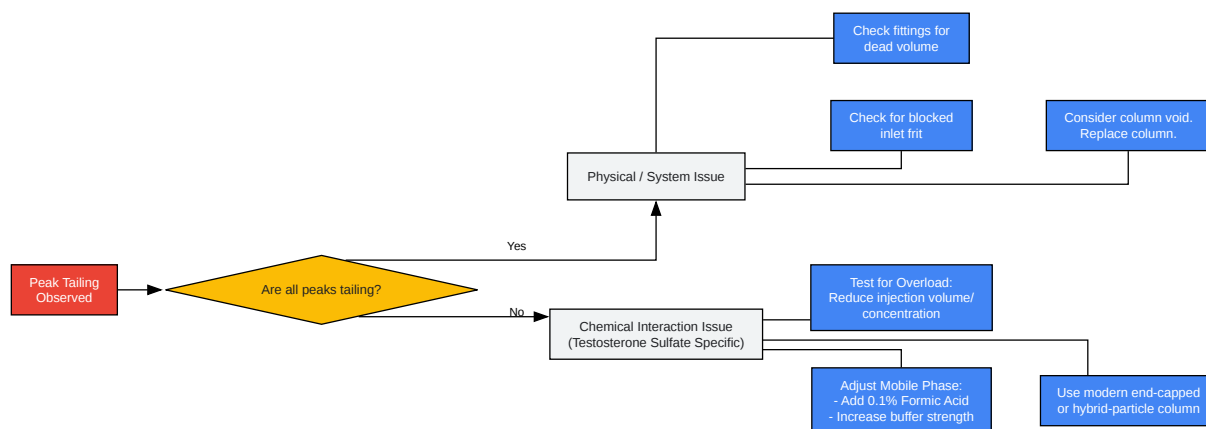 Check fittings for
dead volume
Check for blocked
inlet frit
Consider column void.
Replace column.
Physical / System Issue
Yes
Peak Tailing
Observed
Are all peaks tailing?
No
Chemical Interaction Issue
(Testosterone Sulfate Specific)
Test for Overload:
Reduce injection volume/
concentration
Adjust Mobile Phase:
- Add 0.1% Formic Acid
- Increase buffer strength
Use modern end-capped
or hybrid-particle column